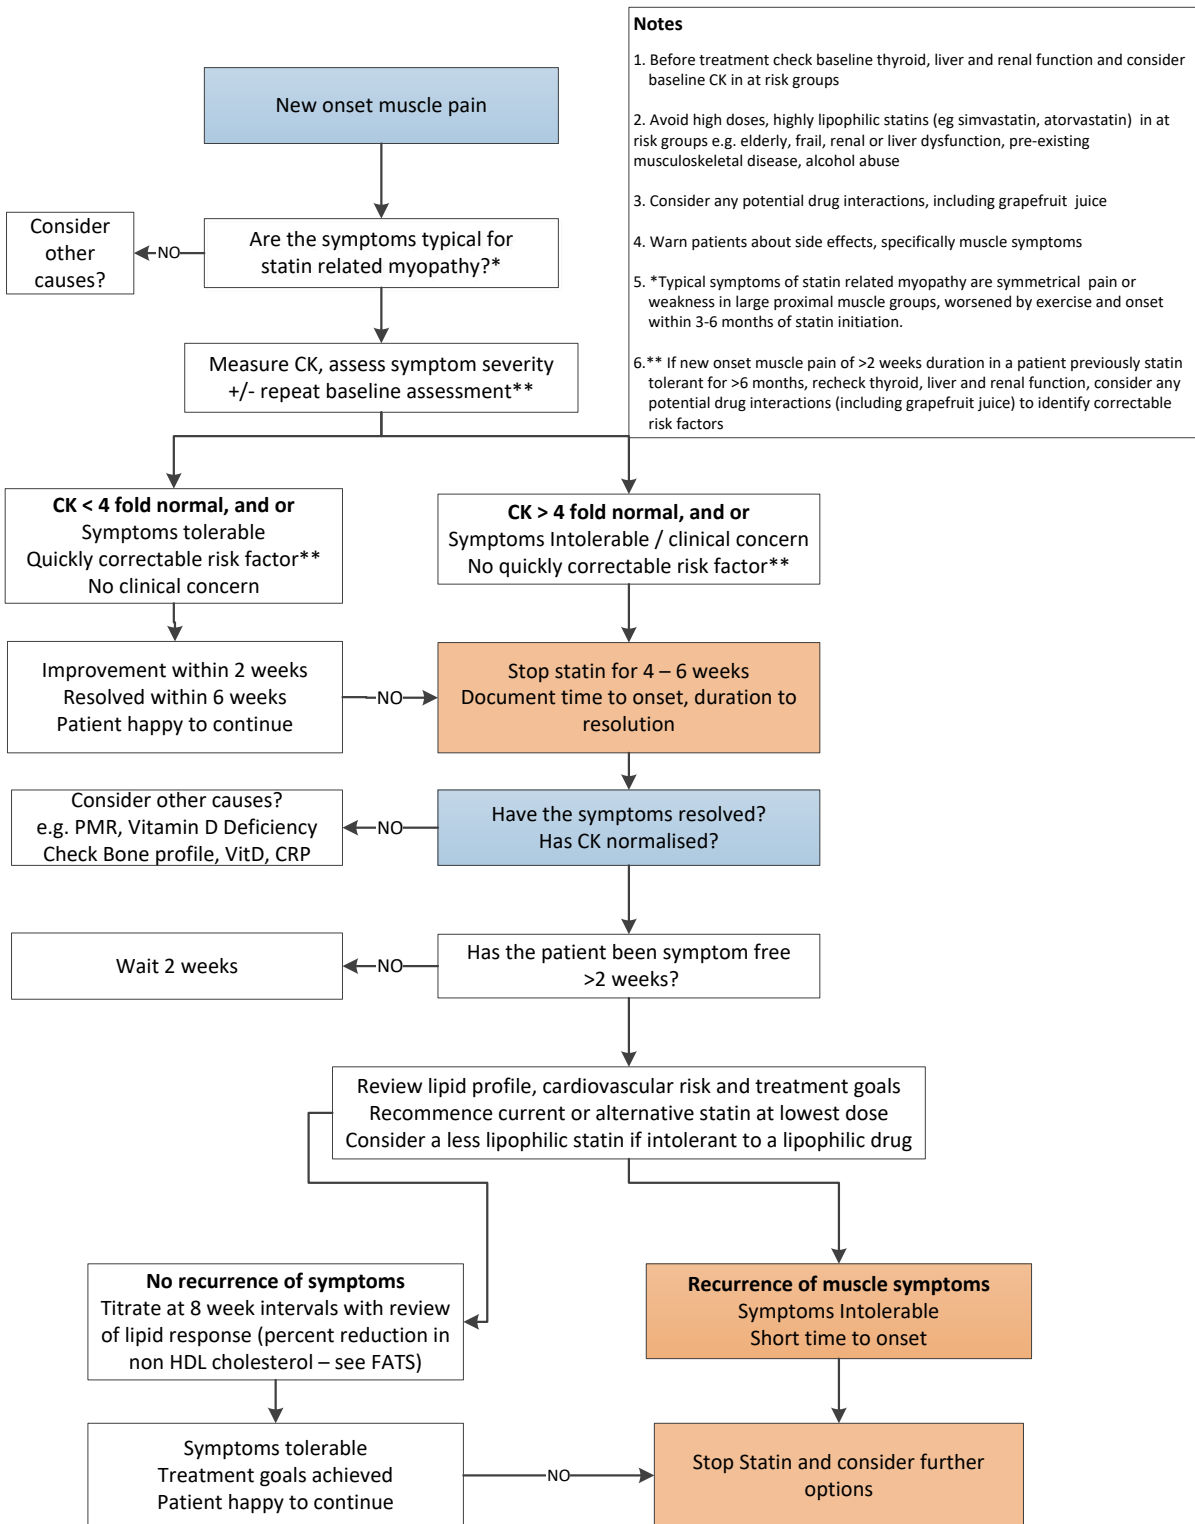 Notes
1. Before treatment check baseline thyroid, liver and renal function and consider
baseline CK in at risk groups
2. Avoid high doses, highly lipophilic statins (eg simvastatin, atorvastatin) in at
risk groups e.g. elderly, frail, renal or liver dysfunction, pre-existing
musculoskeletal disease, alcohol abuse
3. Consider any potential drug interactions, including grapefruit juice
4. Warn patients about side effects, specifically muscle symptoms
5. *Typical symptoms of statin related myopathy are symmetrical pain or
weakness in large proximal muscle groups, worsened by exercise and onset
within 3-6 months of statin initiation.
6.** If new onset muscle pain of >2 weeks duration in a patient previously statin
tolerant for >6 months, recheck thyroid, liver and renal function, consider any
potential drug interactions (including grapefruit juice) to identify correctable
risk factors
New onset muscle pain
Are the symptoms typical for
statin related myopathy?*
NO
Consider
other
causes?
Measure CK, assess symptom severity
+/- repeat baseline assessment**
CK < 4 fold normal, and or
Symptoms tolerable
Quickly correctable risk factor**
No clinical concern
CK > 4 fold normal, and or
Symptoms Intolerable / clinical concern
No quickly correctable risk factor**
Improvement within 2 weeks
Resolved within 6 weeks
Patient happy to continue
NO
Stop statin for 4 – 6 weeks
Document time to onset, duration to
resolution
Have the symptoms resolved?
Has CK normalised?
NO
Consider other causes?
e.g. PMR, Vitamin D Deficiency
Check Bone profile, VitD, CRP
Has the patient been symptom free
>2 weeks?
NO
Wait 2 weeks
Review lipid profile, cardiovascular risk and treatment goals
Recommence current or alternative statin at lowest dose
Consider a less lipophilic statin if intolerant to a lipophilic drug
No recurrence of symptoms
Titrate at 8 week intervals with review
of lipid response (percent reduction in
non HDL cholesterol – see FATS)
Recurrence of muscle symptoms
Symptoms Intolerable
Short time to onset
Symptoms tolerable
Treatment goals achieved
Patient happy to continue
NO
Stop Statin and consider further
options